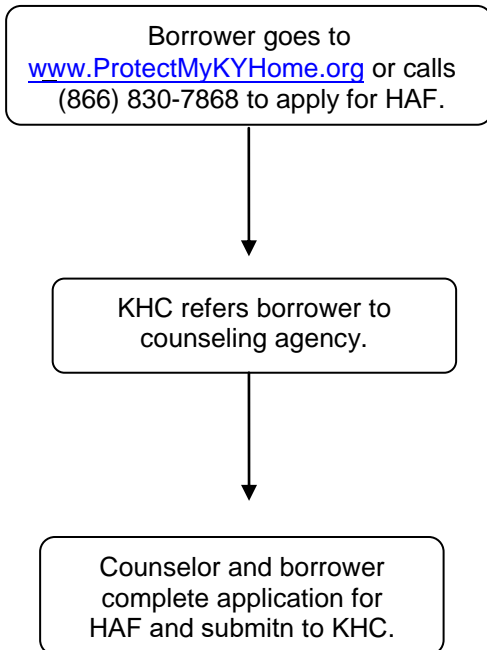 Borrower goes to
www.ProtectMyKYHome.org or calls
(866) 830-7868 to apply for HAF.
KHC refers borrower to
counseling agency.
Counselor and borrower
complete application for
HAF and submitn to KHC.